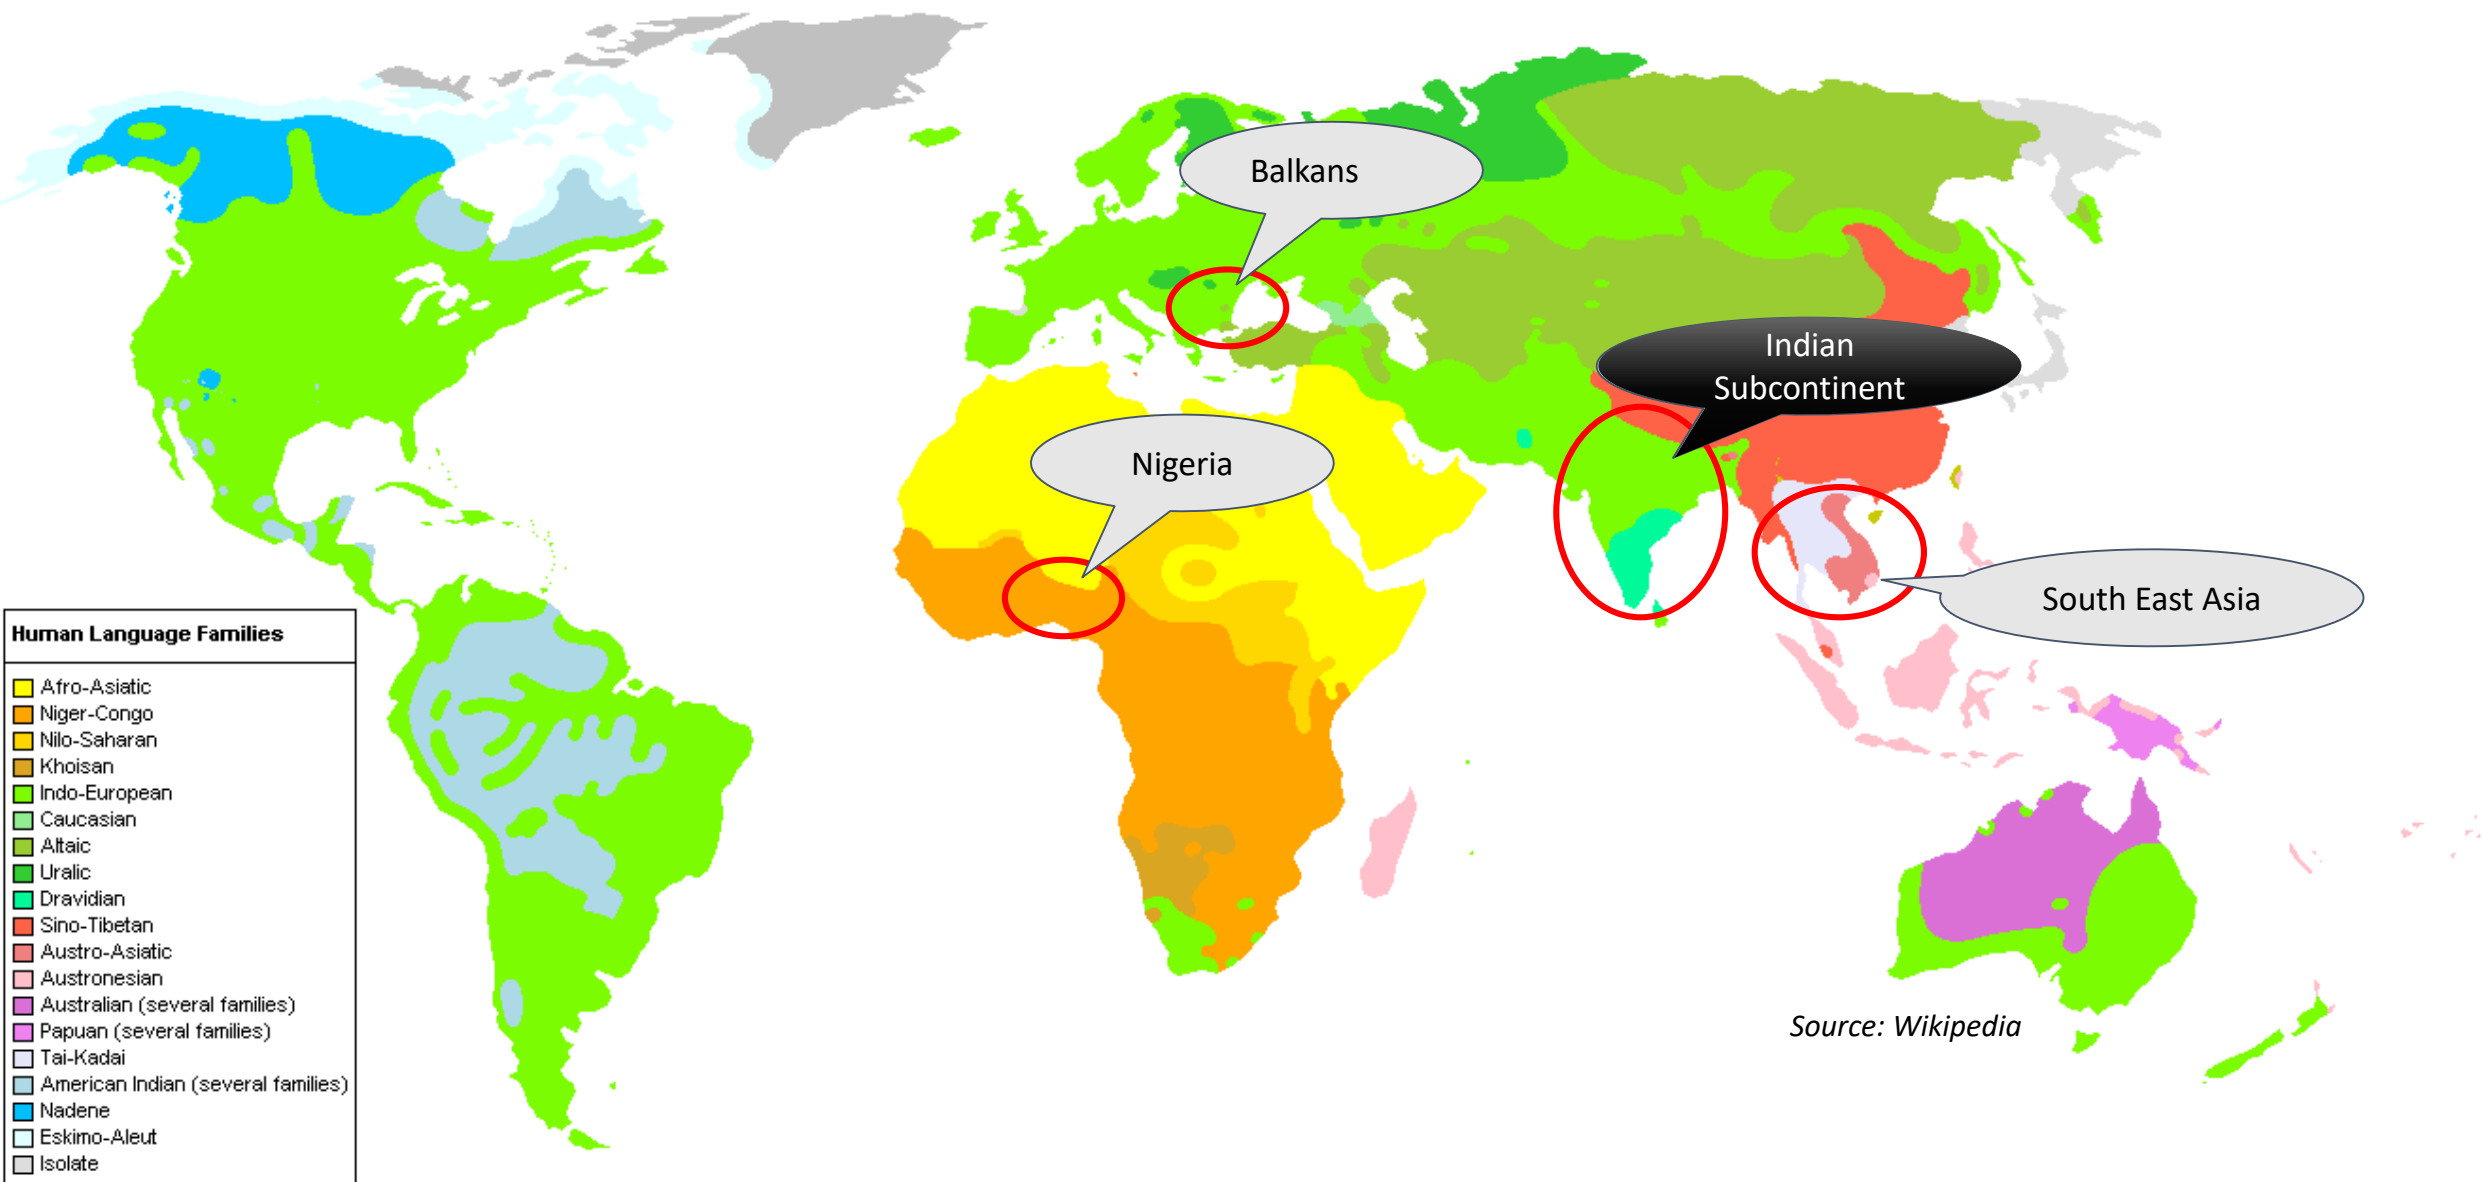 Balkans
Indian
Subcontinent
Nigeria
South East Asia
Human Language Families
Afro-Asiatic
Niger-Congo
Nilo-Saharan
Khoisan
Indo-European
Caucasian
Altaic
Uralic
Dravidian
Sino-Tibetan
Austro-Asiatic
Austronesian
Australian (several families)
Papuan (several families)
Tai-Kadai
American Indian (several families)
Nadene
Eskimo-Aleut
Isolate
Source: Wikipedia